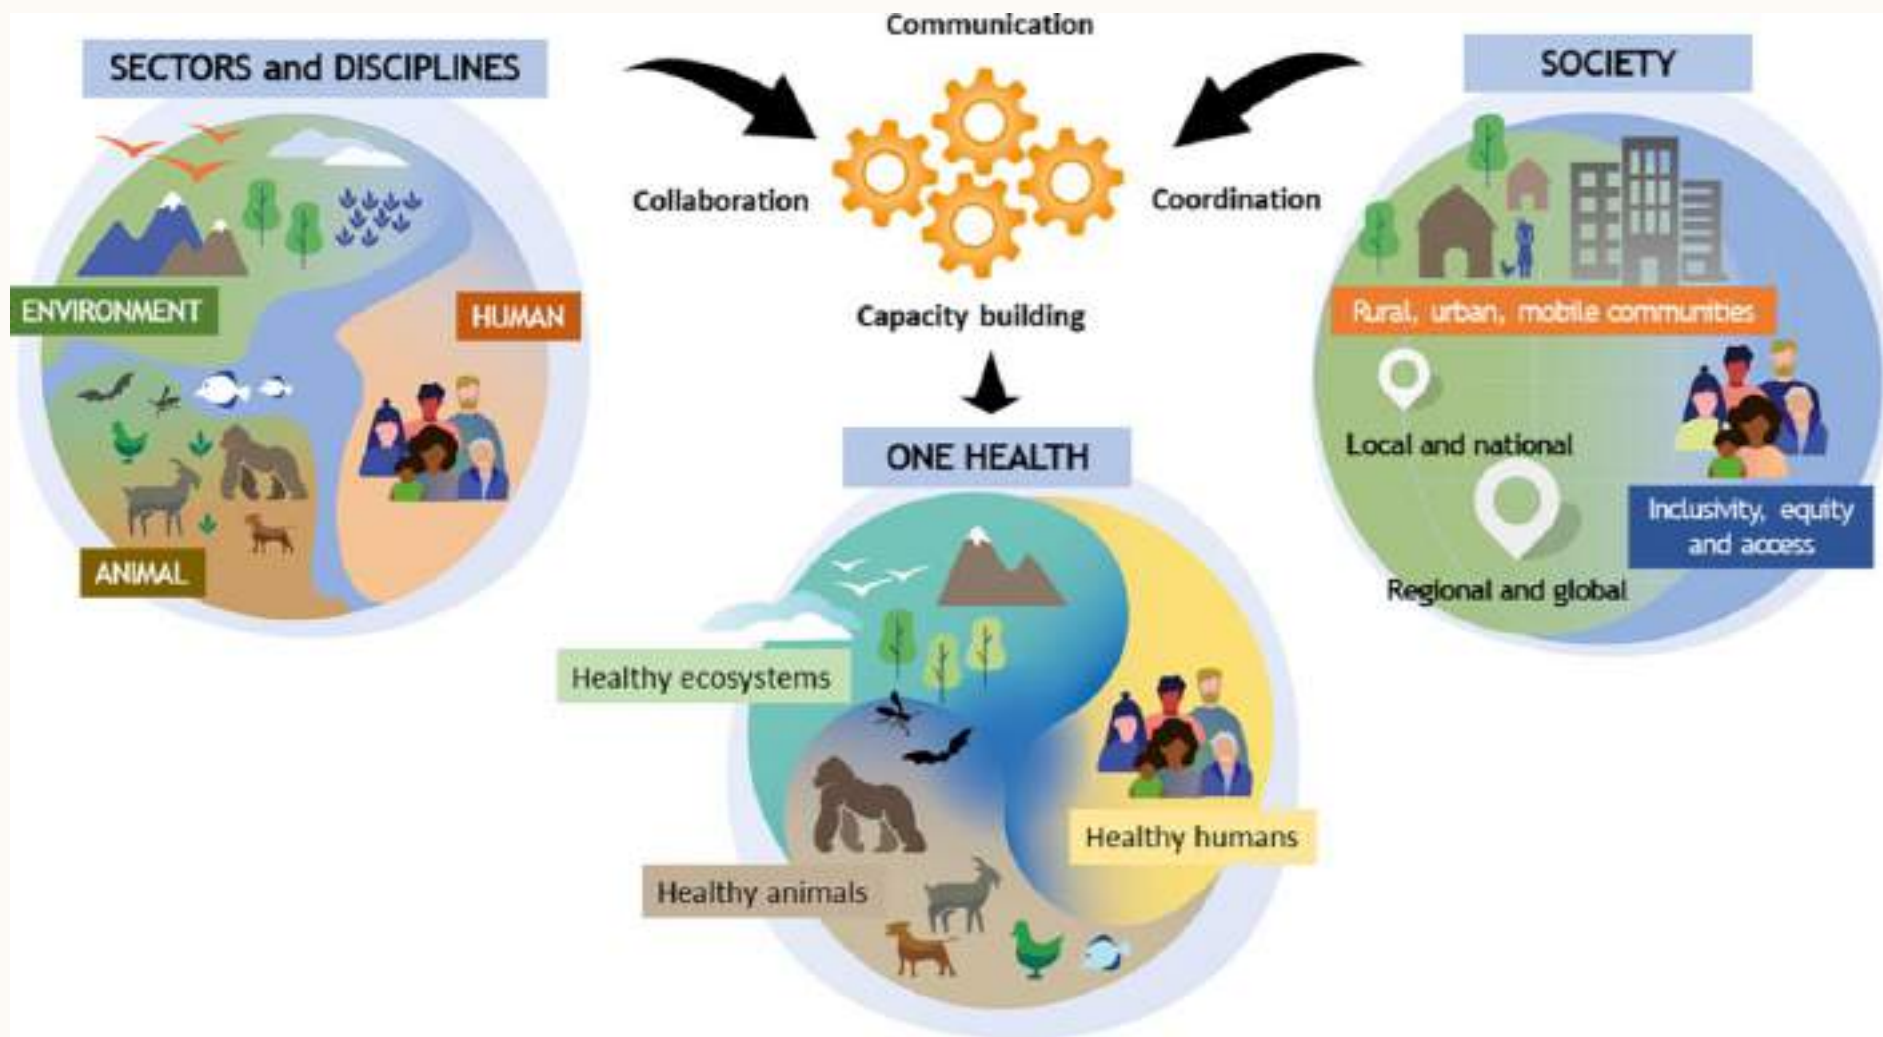 SECTORS and DISCIPLINES
ENVIRONMENT
HUMAN
ANIMAL
Communication
Collaboration
Coordination
Capacity building
SOCIETY
Rural, urban, mobile communities
Local and national
Inclusivity, equity
and access
Regional and global
ONE HEALTH
Healthy ecosystems
Healthy humans
Healthy animals